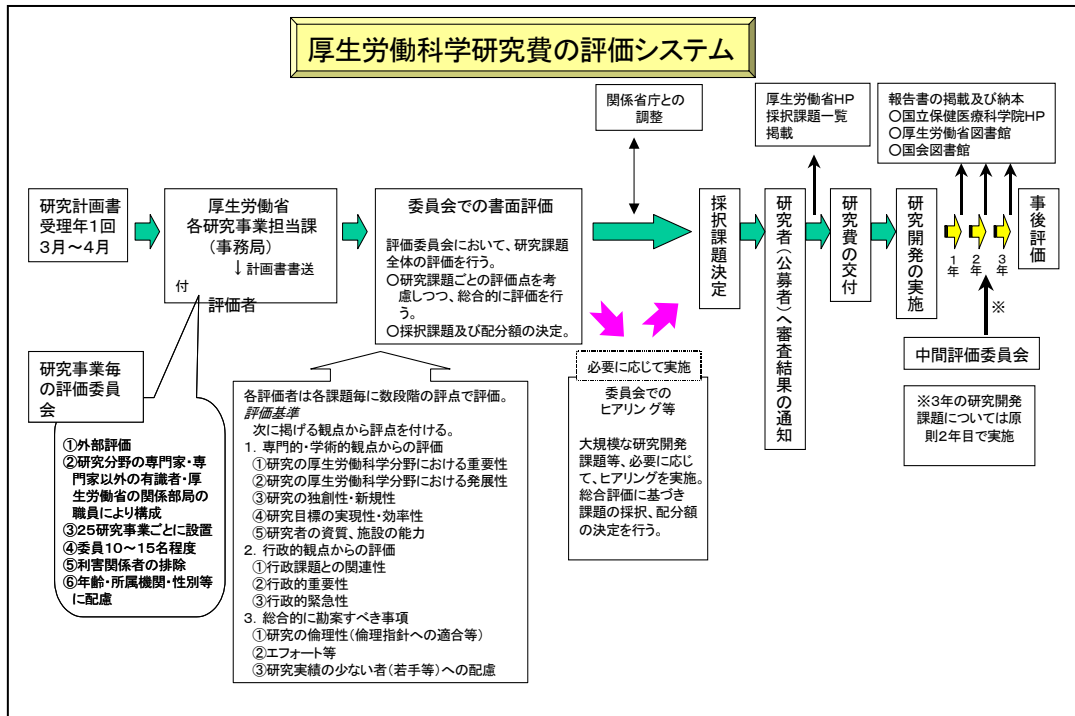 厚生労働科学研究費の評価システム
関係省庁との
調整
厚生労働省HP
採択課題一覧
掲載
報告書の掲載及び納本
○国立保健医療科学院HP
○厚生労働省図書館
○国会図書館
研究計画書
受理年1回
3月～4月
厚生労働省
各研究事業担当課
(事務局)
↓計画書書送
付
評価者
委員会での書面評価
評価委員会において、研究課題
全体の評価を行う。
○研究課題ごとの評価点を考
慮しつつ、総合的に評価を行
う。
○採択課題及び配分額の決定。
採択課題決定
研究者(公募者)へ審査結果の通知
研究費の交付
研究開発の実施
1年
2年
3年
事後評価
※
中間評価委員会
※3年の研究開発
課題については原
則2年目で実施
必要に応じて実施
委員会での
ヒアリング等
大規模な研究開発
課題等、必要に応じ
て、ヒアリングを実施。
総合評価に基づき
課題の採択、配分額
の決定を行う。
研究事業毎
の評価委員
会
①外部評価
②研究分野の専門家・専
門家以外の有識者・厚
生労働省の関係部局の
職員により構成
③25研究事業ごとに設置
④委員10～15名程度
⑤利害関係者の排除
⑥年齢・所属機関・性別等
に配慮
各評価者は各課題毎に数段階の評点で評価。
評価基準
次に掲げる観点から評点を付ける。
1. 専門的・学術的観点からの評価
①研究の厚生労働科学分野における重要性
②研究の厚生労働科学分野における発展性
③研究の独創性・新規性
④研究目標の実現性・効率性
⑤研究者の資質、施設の能力
2. 行政的観点からの評価
①行政課題との関連性
②行政的重要性
③行政的緊急性
3. 総合的に勘案すべき事項
①研究の倫理性(倫理指針への適合等)
②エフォート等
③研究実績の少ない者(若手等)への配慮